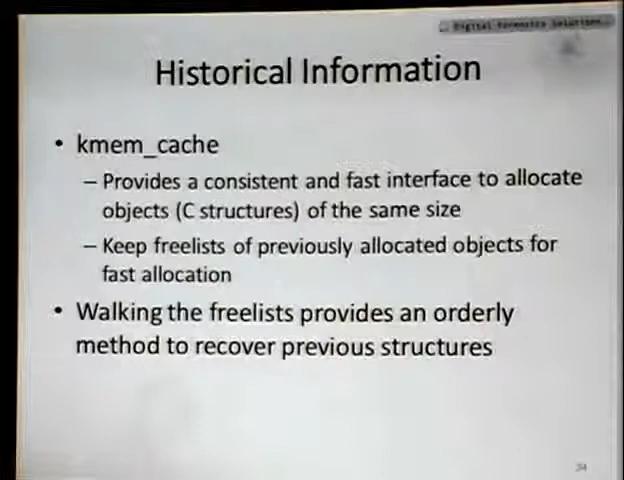 Digital Forensics Solutions
Historical Information
• kmem_cache
– Provides a consistent and fast interface to allocate
objects (C structures) of the same size
– Keep freelists of previously allocated objects for
fast allocation
• Walking the freelists provides an orderly
method to recover previous structures
34